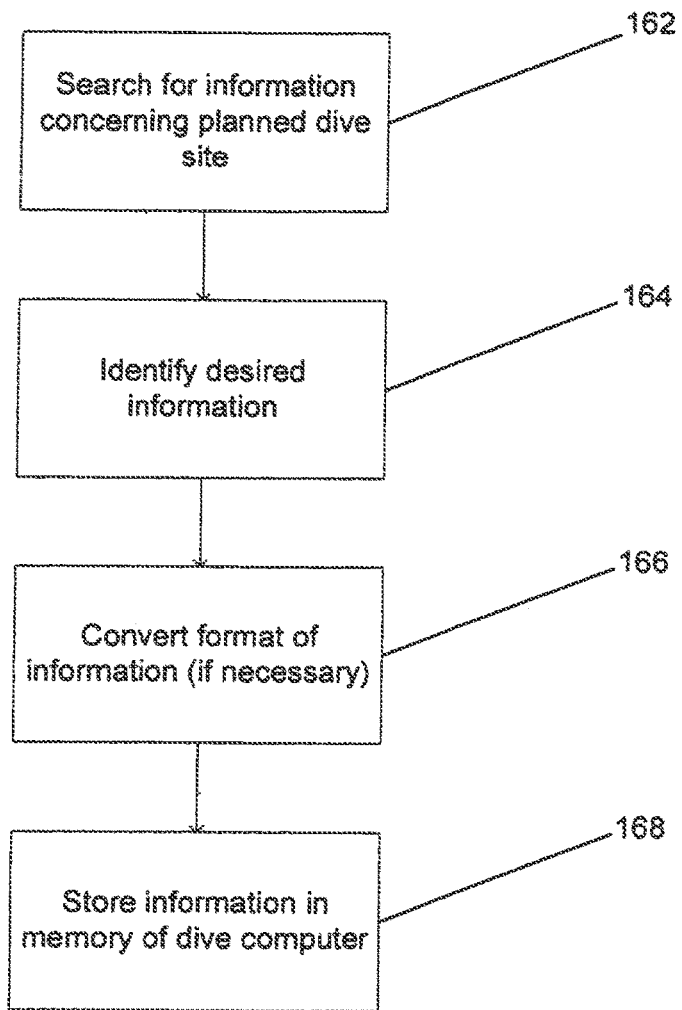 162
Search for information
concerning planned dive
site
164
Identify desired
information
166
Convert format of
information (if necessary)
168
Store information in
memory of dive computer